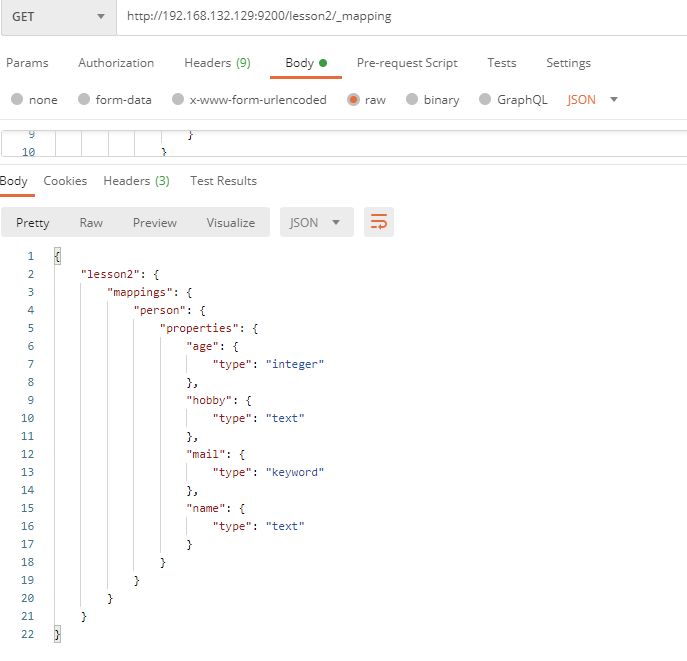 GET http://192.168.132.129:9200/lesson2/_mapping
Params Authorization Headers (9) Body Pre-request Script Tests Settings
none form-data x-www-form-urlencoded raw binary GraphQL JSON
9 }
10 }
Body Cookies Headers (3) Test Results
Pretty Raw Preview Visualize JSON
1 {
2 "lesson2": {
3 "mappings": {
4 "person": {
5 "properties": {
6 "age": {
7 "type": "integer"
8 },
9 "hobby": {
10 "type": "text"
11 },
12 "mail": {
13 "type": "keyword"
14 },
15 "name": {
16 "type": "text"
17 }
18 }
19 }
20 }
21 }
22 }